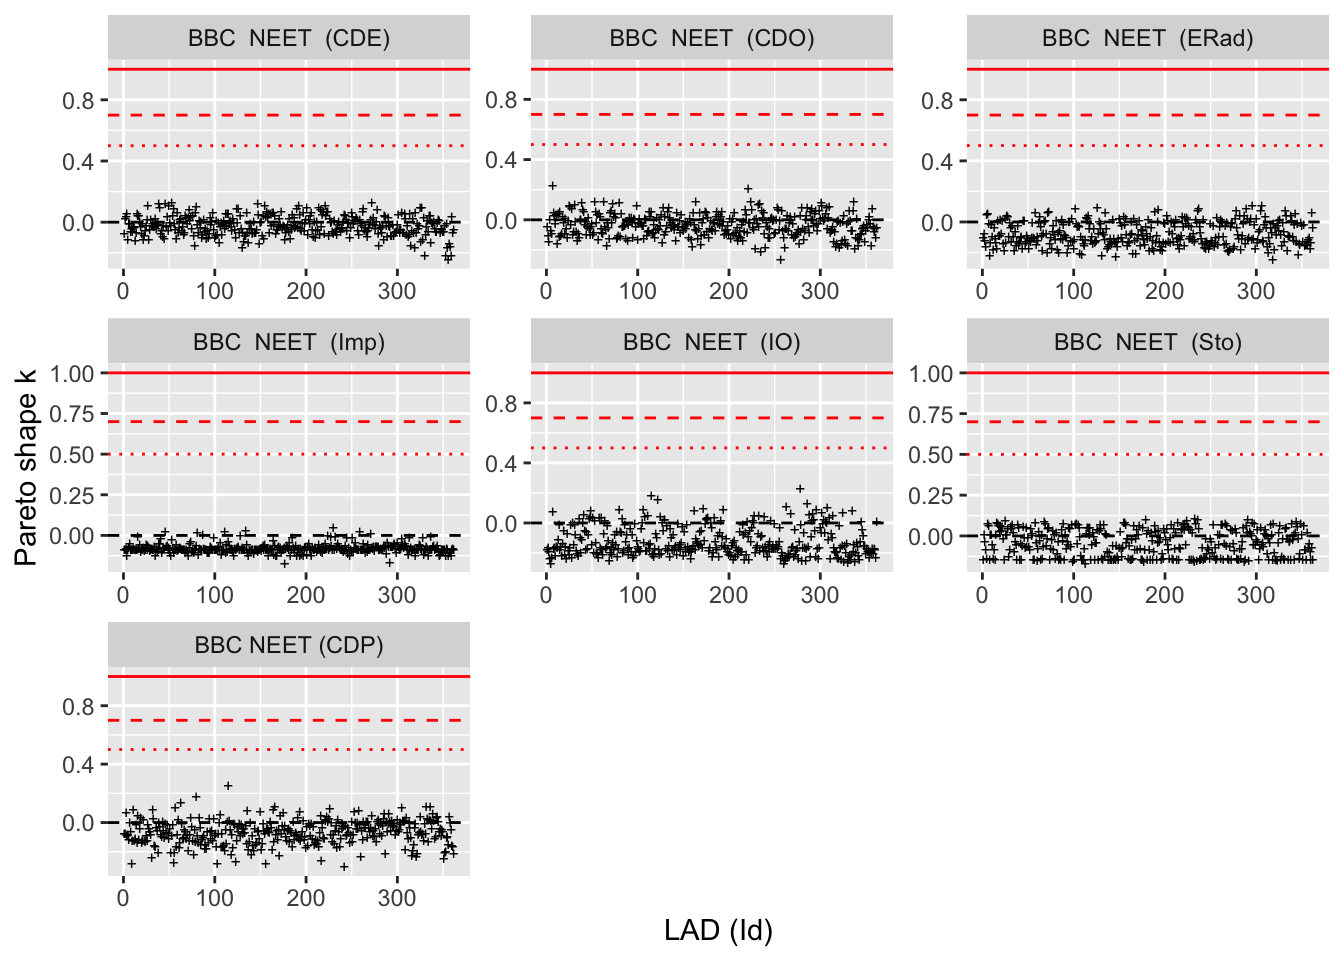 BBC  NEET  (CDE)
BBC  NEET  (CDO)
BBC  NEET  (ERad)
0.8
0.4
0.0
0.8
0.4
0.0
0.8
0.4
0.0
0 100 200 300
0 100 200 300
0 100 200 300
BBC  NEET  (Imp)
BBC  NEET  (IO)
BBC  NEET  (Sto)
Pareto shape k
1.00
0.75
0.50
0.25
0.00
0.8
0.4
0.0
1.00
0.75
0.50
0.25
0.00
0 100 200 300
0 100 200 300
0 100 200 300
BBC NEET (CDP)
0.8
0.4
0.0
0 100 200 300
LAD (Id)